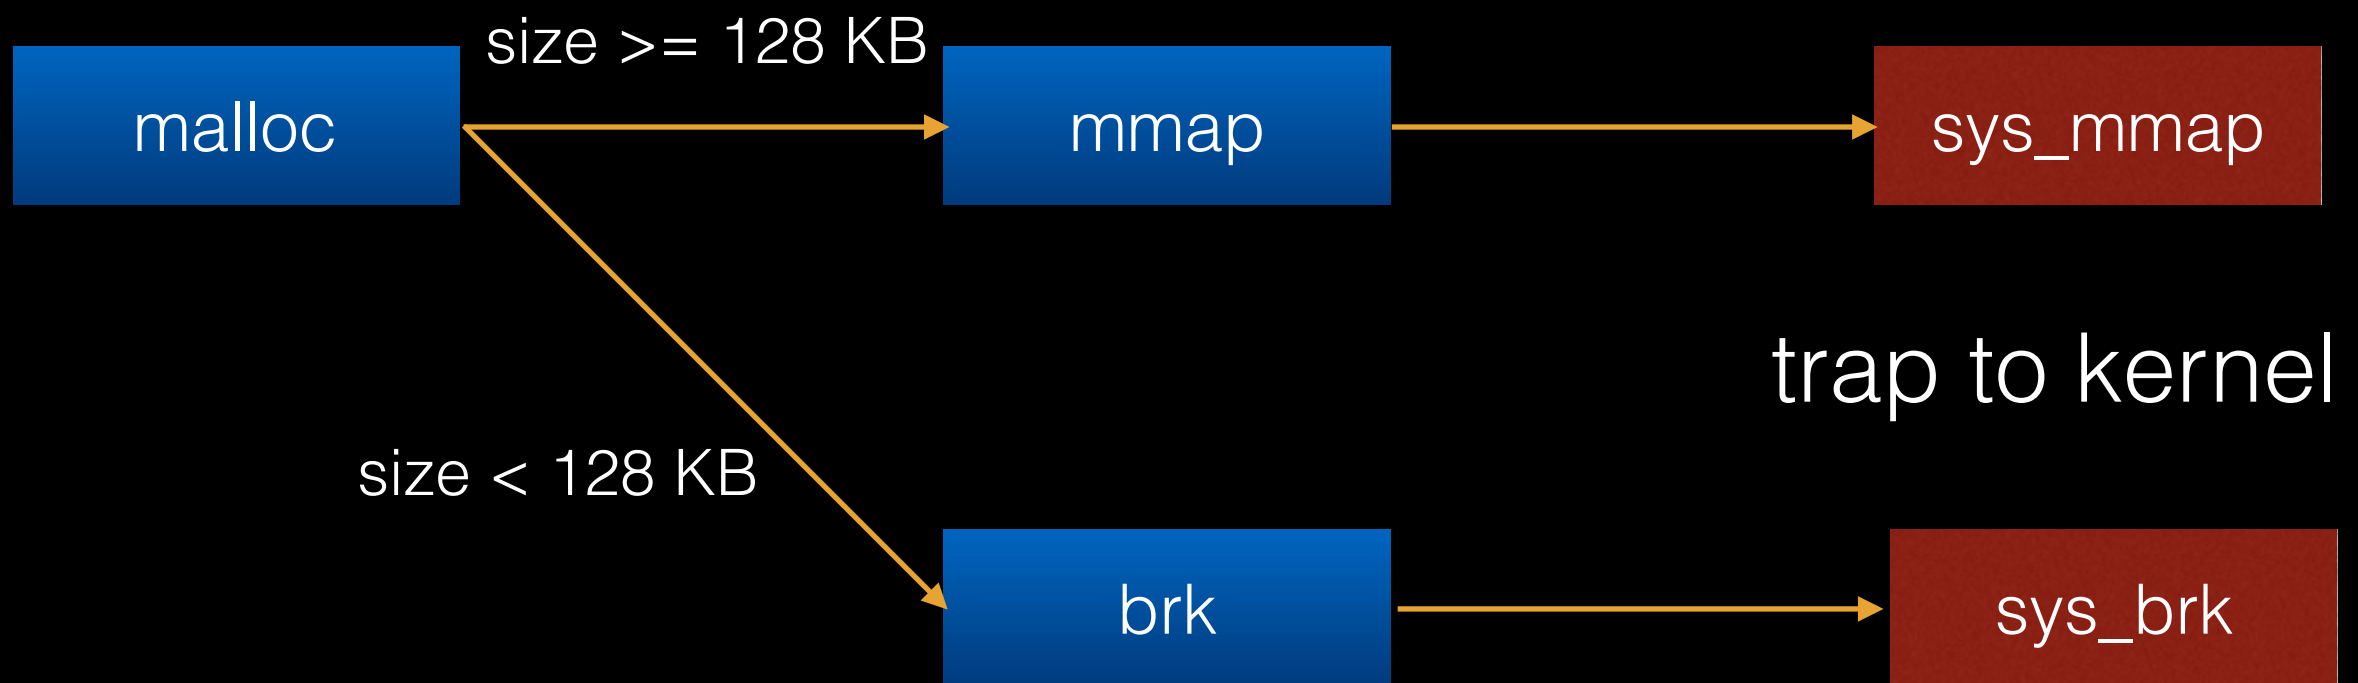 size >= 128 KB
malloc
mmap
sys_mmap
trap to kernel
size < 128 KB
brk
sys_brk